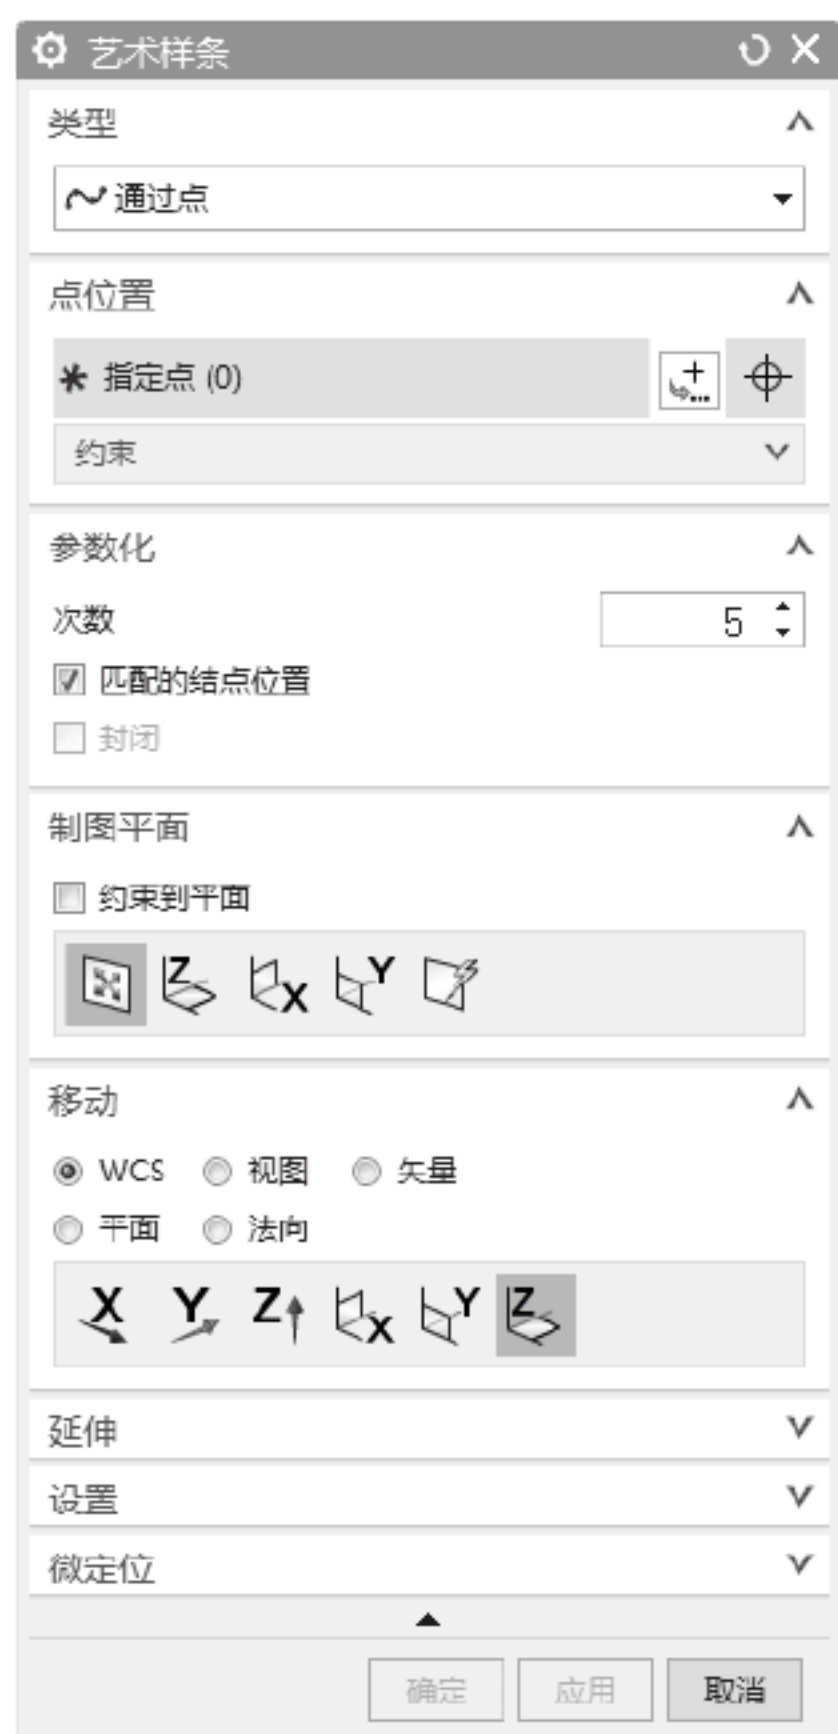 艺术样条
类型
通过点
点位置
指定点 (0)
约束
参数化
次数 5
匹配的结点位置
封闭
制图平面
约束到平面
Z X Y
移动
WCS 视图 矢量
平面 法向
X Y Z X Y Z
延伸
设置
微定位
确定 应用 取消